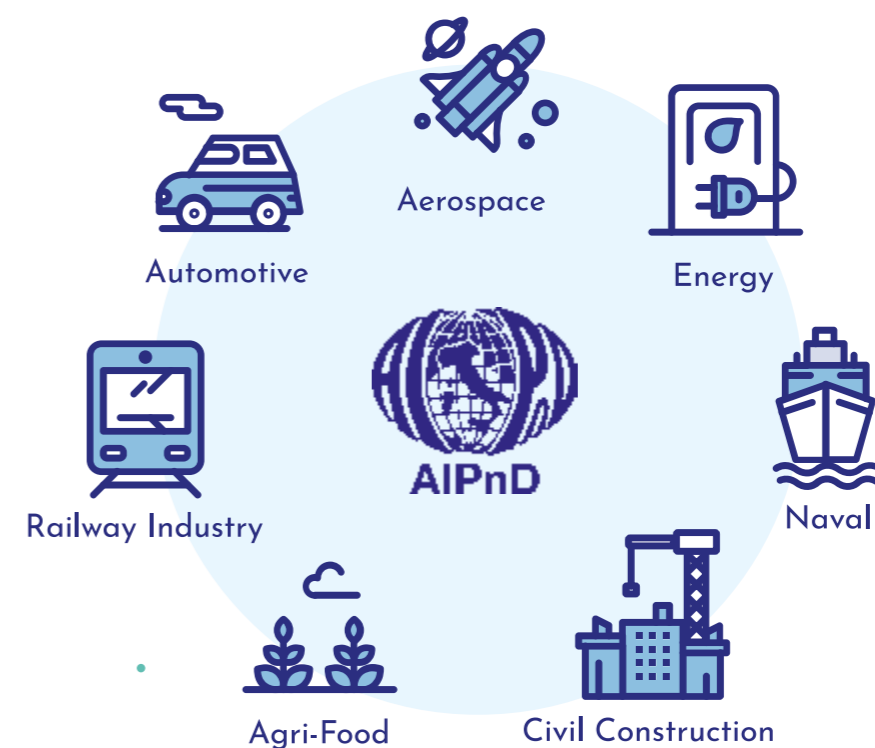 Aerospace
Automotive
Energy
AIPnD
Railway Industry
Naval
Agri-Food
Civil Construction